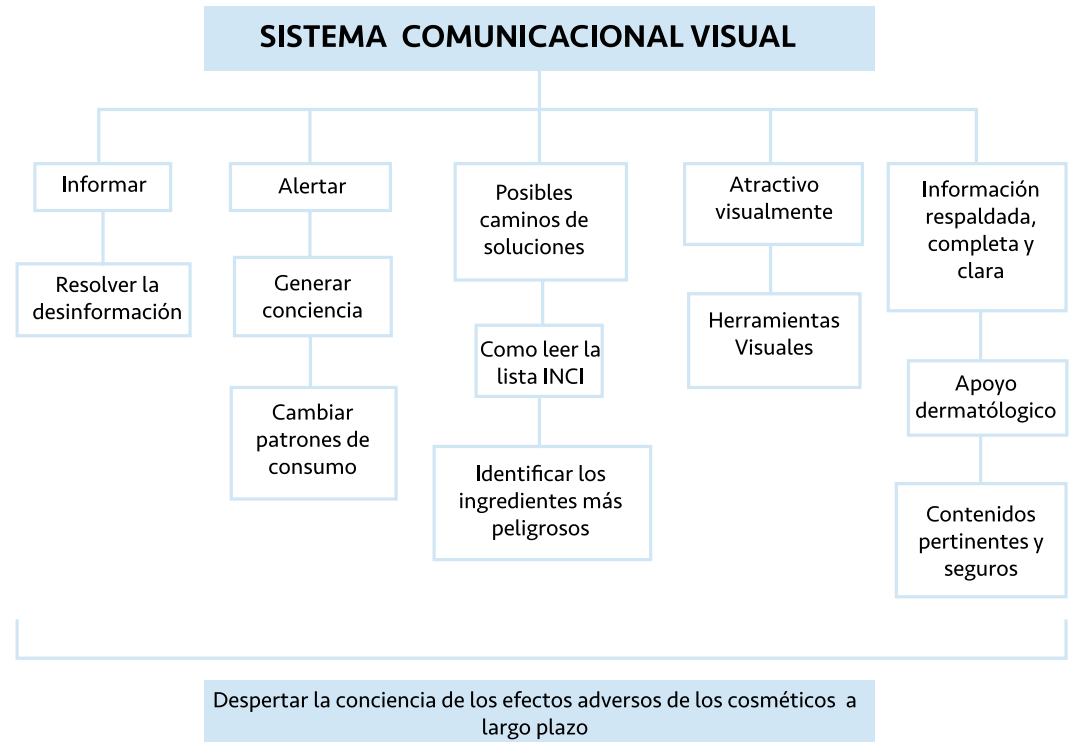 SISTEMA COMUNICACIONAL VISUAL
Informar
Resolver la
desinformación
Alertar
Generar
conciencia
Cambiar
patrones de
consumo
Posibles
caminos de
soluciones
Como leer la
lista INCI
Identificar los
ingredientes más
peligrosos
Atractivo
visualmente
Herramientas
Visuales
Información
respaldada,
completa y
clara
Apoyo
dermatólogico
Contenidos
pertinentes y
seguros
Despertar la conciencia de los efectos adversos de los cosméticos a
largo plazo